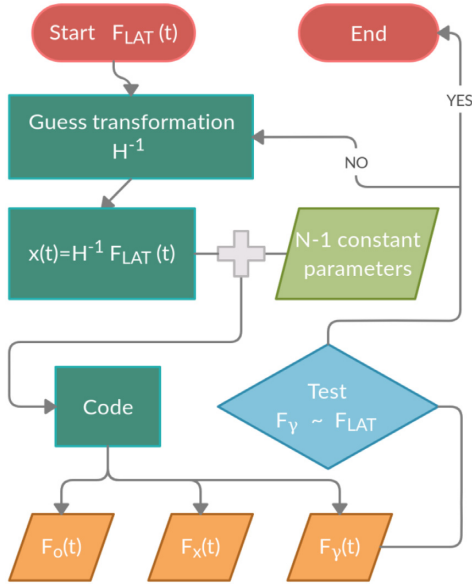 Start F_LAT(t)
End
YES
Guess transformation
H⁻¹
NO
x(t)=H⁻¹ F_LAT(t)
N-1 constant
parameters
Test
F_γ ~ F_LAT
Code
F_o(t)
F_x(t)
F_γ(t)